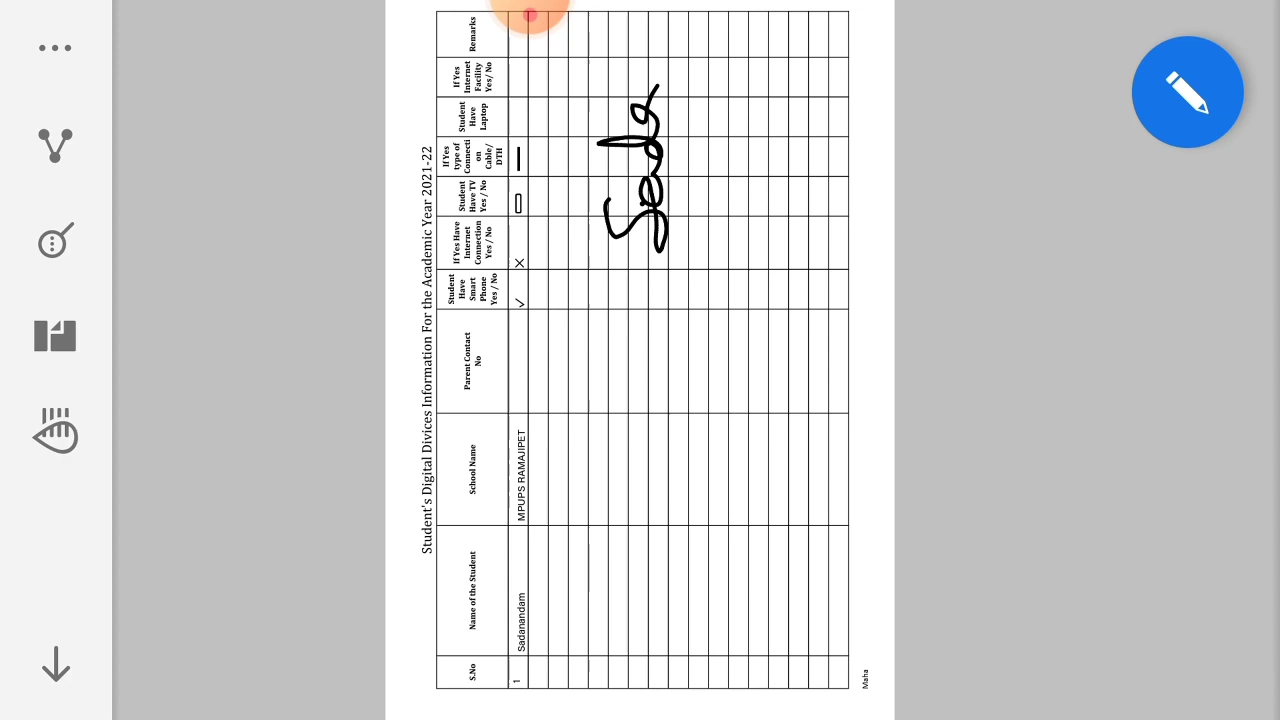 Student's Digital Divices Information For the Academic Year 2021-22
S.No
Name of the Student
School Name
Parent Contact
No
Student
Have
Smart
Phone
Yes / No
If Yes Have
Internet
Connection
Yes / No
Student
Have TV
Yes / No
If Yes
type of
Connecti
on
Cable/
DTH
Student
Have
Laptop
If Yes
Internet
Facility
Yes/ No
Remarks
1
Sadanandam
MPUPS RAMAJIPET
Sada
Maha